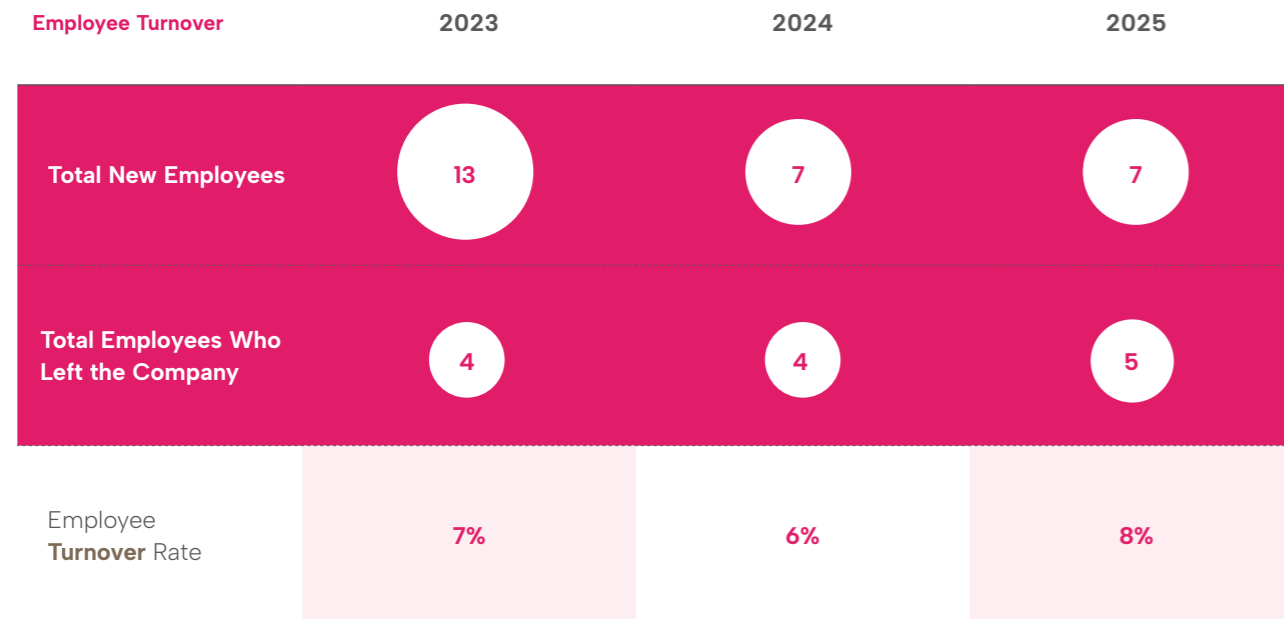 Employee Turnover 2023 2024 2025
Total New Employees 13 7 7
Total Employees Who
Left the Company 4 4 5
Employee
Turnover Rate 7% 6% 8%